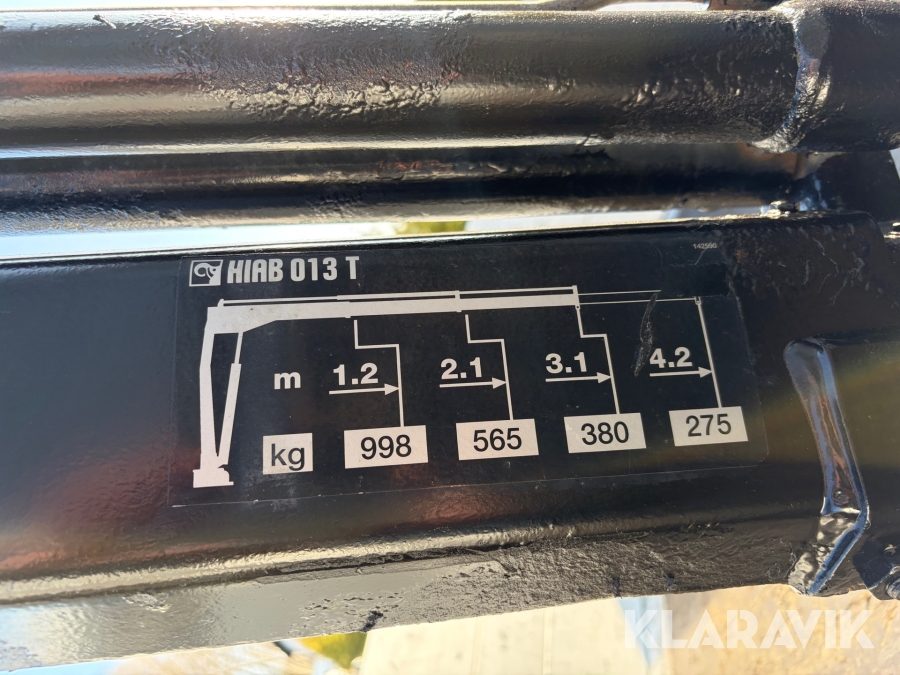 HIAB 013 T
m 1.2 2.1 3.1 4.2
kg 998 565 380 275
KLARAVIK